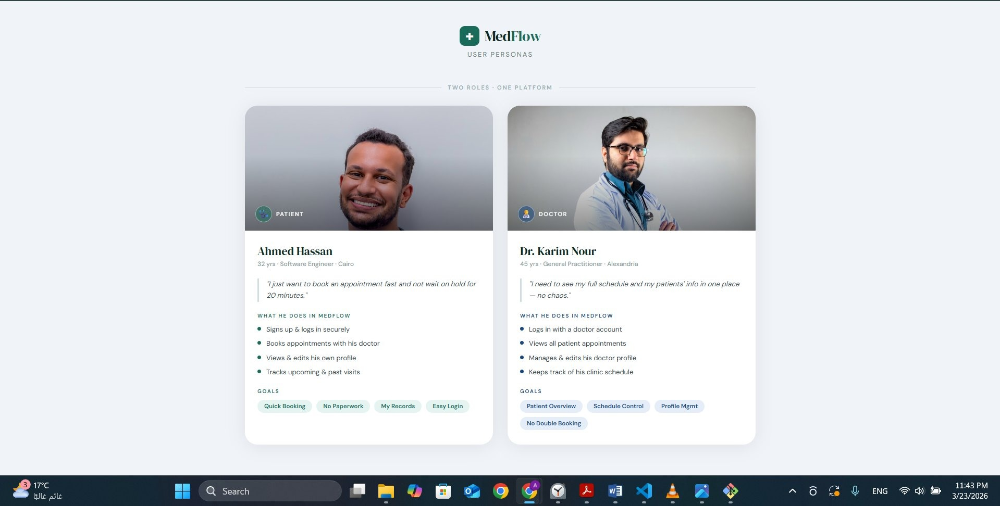 MedFlow
USER PERSONAS
TWO ROLES · ONE PLATFORM
PATIENT
Ahmed Hassan
32 yrs · Software Engineer · Cairo
"I just want to book an appointment fast and not wait on hold for
20 minutes."
WHAT HE DOES IN MEDFLOW
Signs up & logs in securely
Books appointments with his doctor
Views & edits his own profile
Tracks upcoming & past visits
GOALS
Quick Booking
No Paperwork
My Records
Easy Login
DOCTOR
Dr. Karim Nour
45 yrs · General Practitioner · Alexandria
"I need to see my full schedule and my patients' info in one place
— no chaos."
WHAT HE DOES IN MEDFLOW
Logs in with a doctor account
Views all patient appointments
Manages & edits his doctor profile
Keeps track of his clinic schedule
GOALS
Patient Overview
Schedule Control
Profile Mgmt
No Double Booking
3
17°C
غائم غالبًا
Search
A
ENG
11:43 PM
3/23/2026